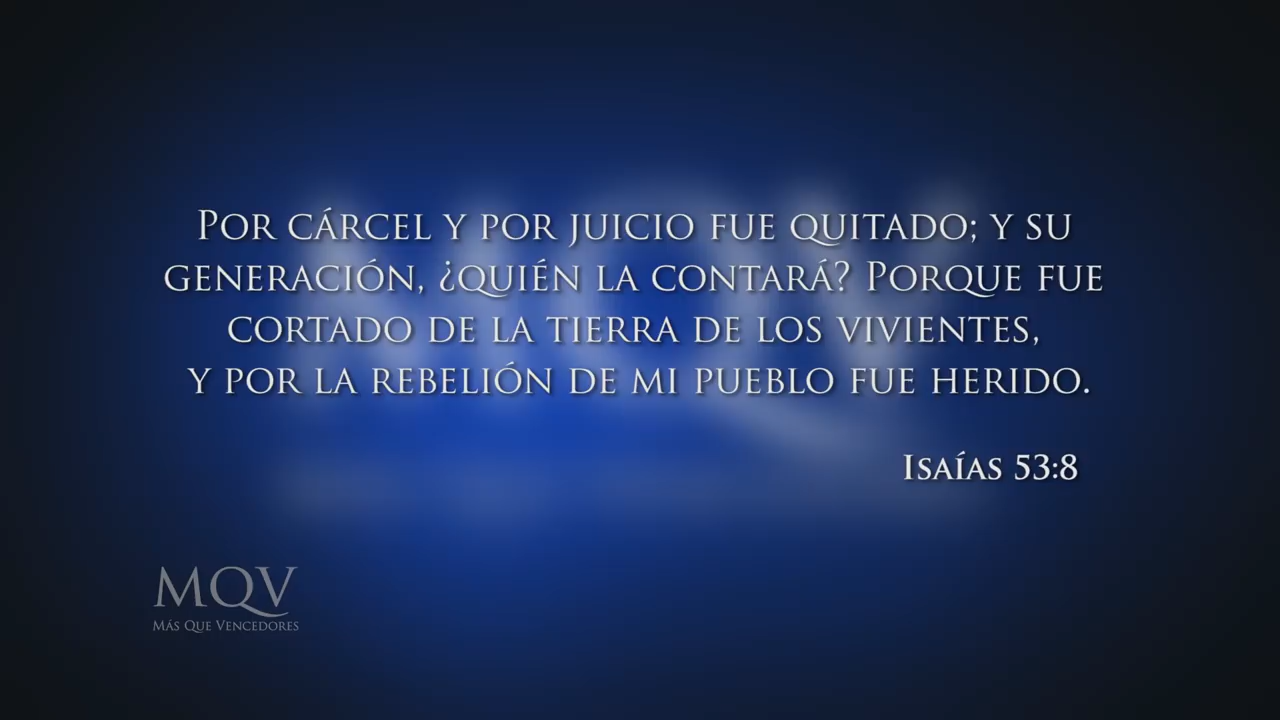 Por cárcel y por juicio fue quitado; y su
generación, ¿quién la contará? Porque fue
cortado de la tierra de los vivientes,
y por la rebelión de mi pueblo fue herido.
Isaías 53:8
MQV
Más Que Vencedores